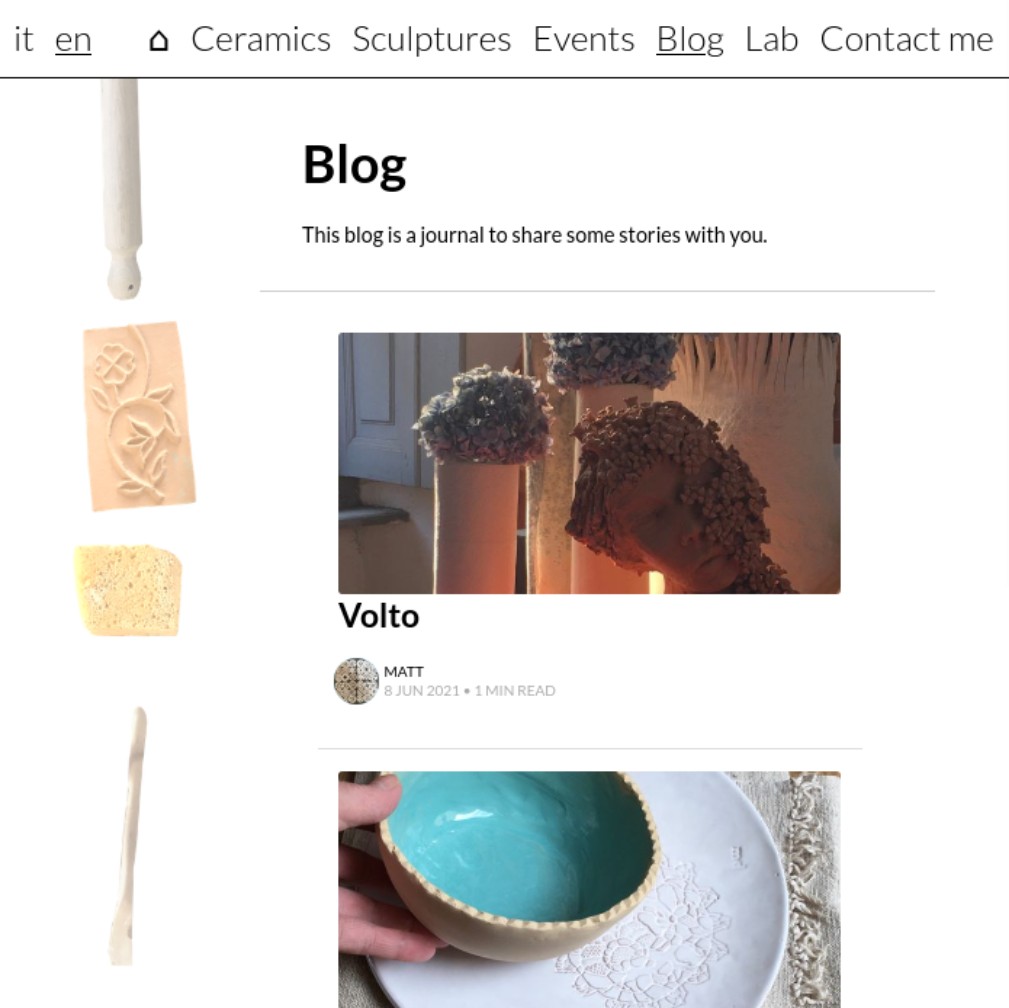 it en ⌂ Ceramics Sculptures Events Blog Lab Contact me
Blog
This blog is a journal to share some stories with you.
Volto
MATT
8 JUN 2021 • 1 MIN READ